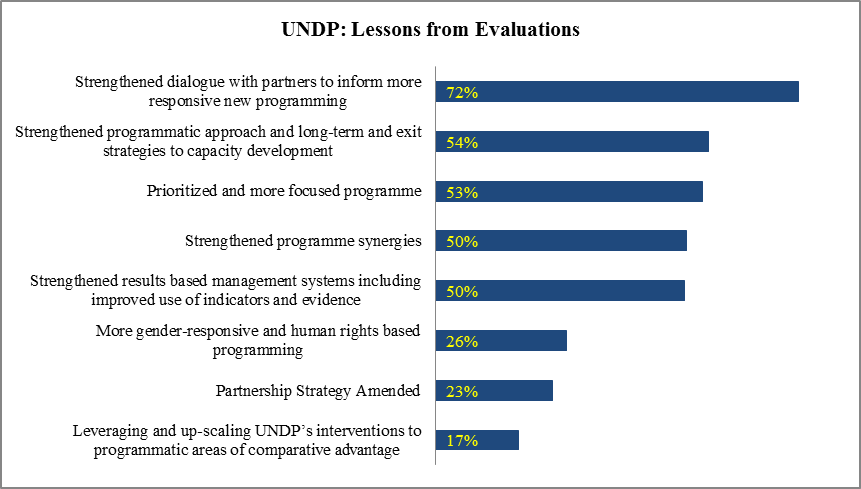 UNDP: Lessons from Evaluations
Strengthened dialogue with partners to inform more
responsive new programming
72%
Strengthened programmatic approach and long-term and exit
strategies to capacity development
54%
Prioritized and more focused programme
53%
Strengthened programme synergies
50%
Strengthened results based management systems including
improved use of indicators and evidence
50%
More gender-responsive and human rights based
programming
26%
Partnership Strategy Amended
23%
Leveraging and up-scaling UNDP’s interventions to
programmatic areas of comparative advantage
17%